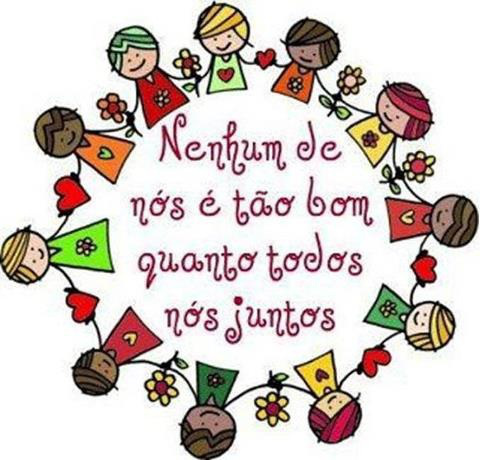 Nenhum de
nós é tão bom
quanto todos
nós juntos